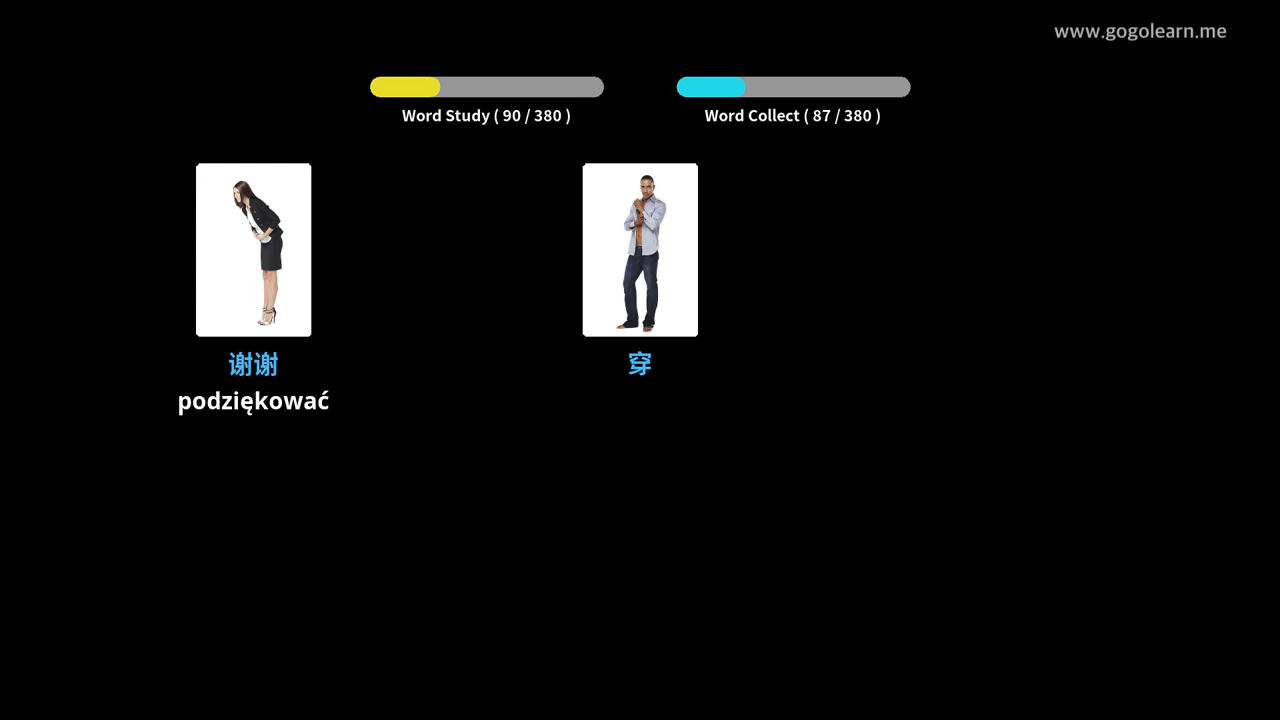 www.gogolearn.me
Word Study ( 90 / 380 )
Word Collect ( 87 / 380 )
谢谢
穿
podziękować